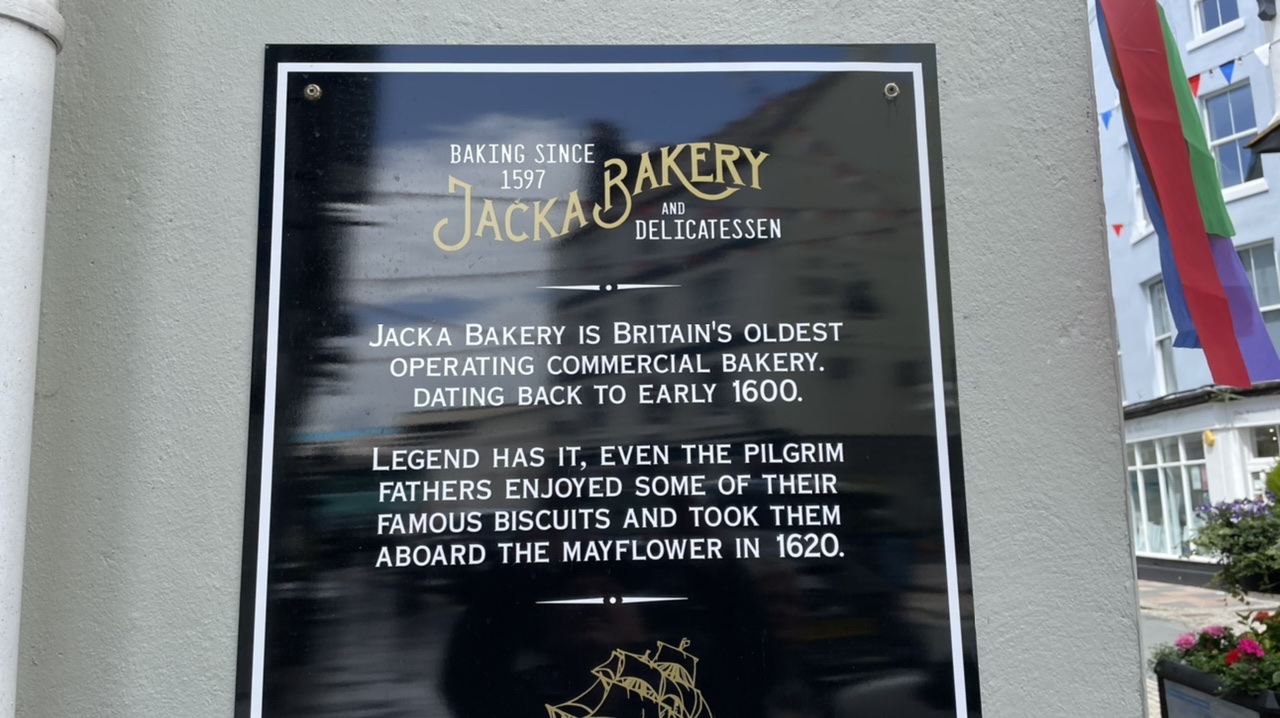 BAKING SINCE
1597
JAČKA BAKERY
AND
DELICATESSEN
JACKA BAKERY IS BRITAIN'S OLDEST
OPERATING COMMERCIAL BAKERY.
DATING BACK TO EARLY 1600.
LEGEND HAS IT, EVEN THE PILGRIM
FATHERS ENJOYED SOME OF THEIR
FAMOUS BISCUITS AND TOOK THEM
ABOARD THE MAYFLOWER IN 1620.